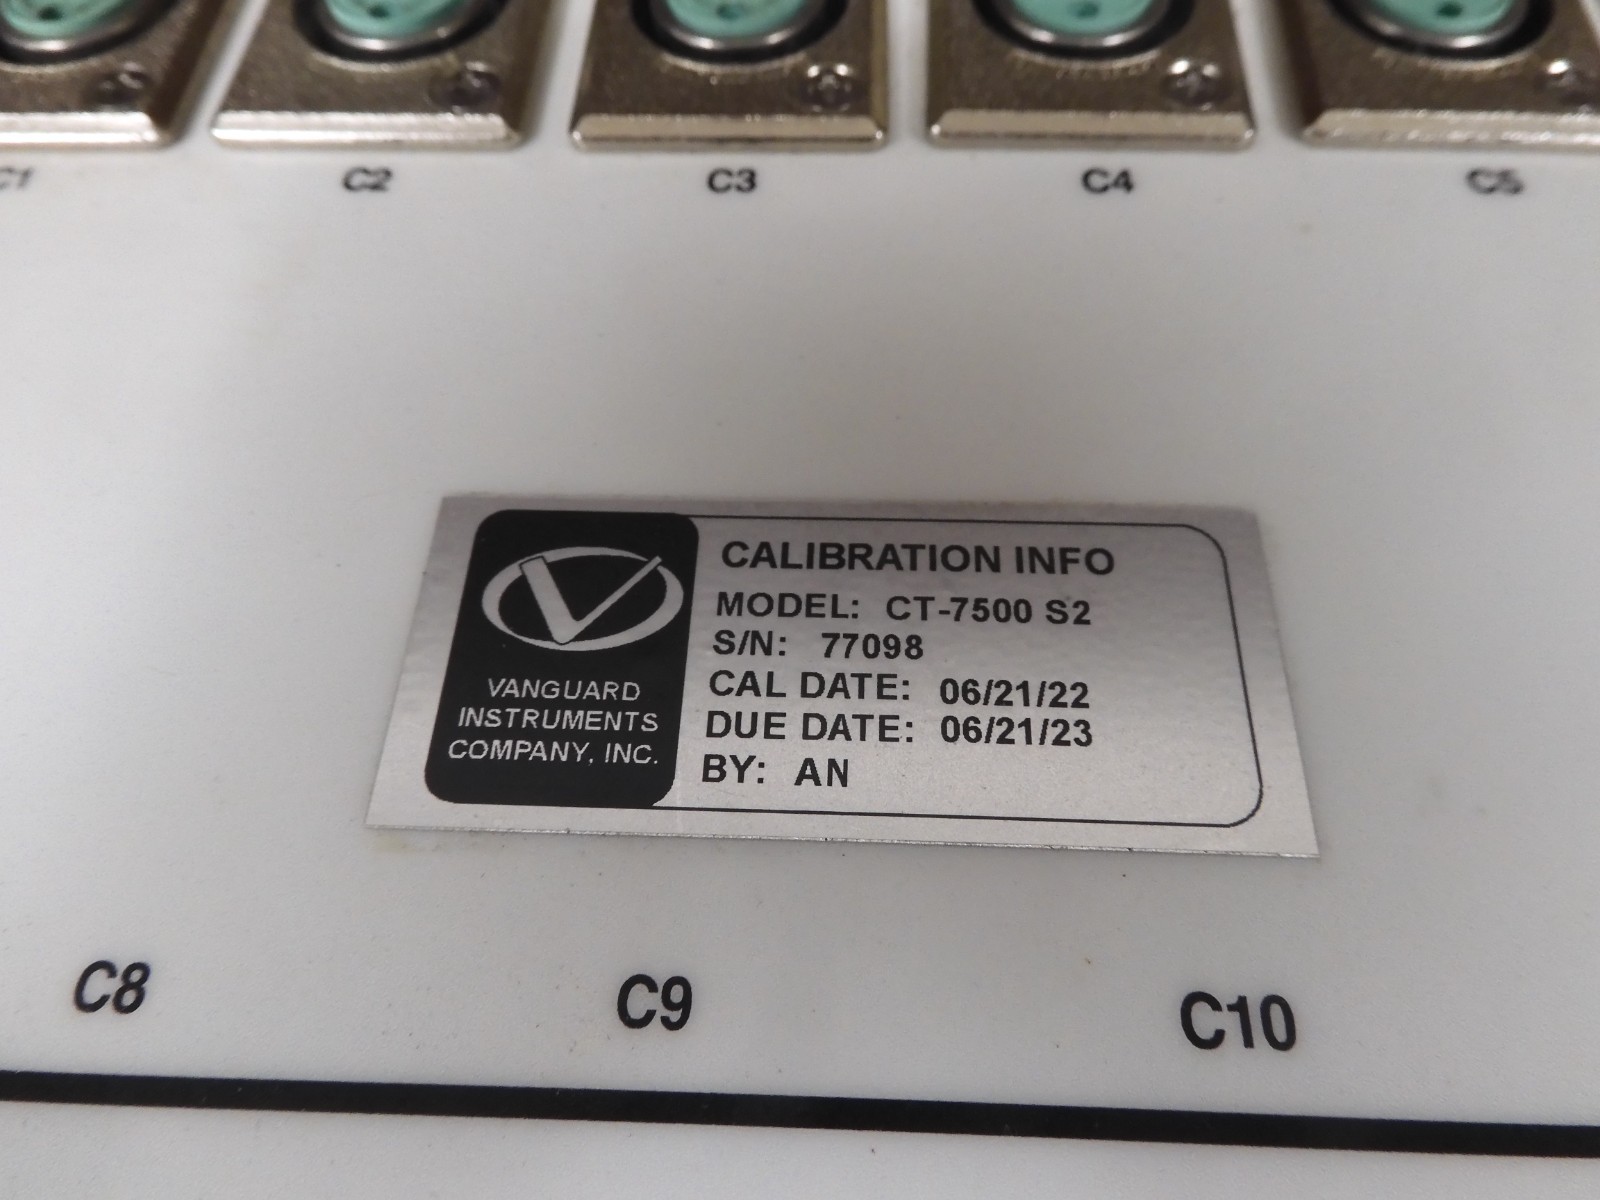 C1 C2 C3 C4 C5
CALIBRATION INFO
MODEL: CT-7500 S2
S/N: 77098
CAL DATE: 06/21/22
DUE DATE: 06/21/23
BY: AN
VANGUARD
INSTRUMENTS
COMPANY, INC.
C8 C9 C10